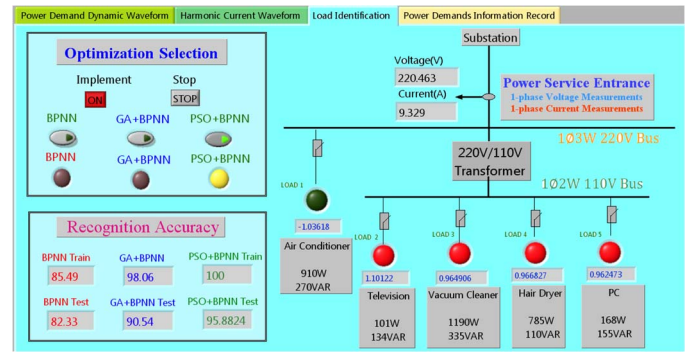 Power Demand Dynamic Waveform
Harmonic Current Waveform
Load Identification
Power Demands Information Record
Optimization Selection
Implement
Stop
ON
STOP
BPNN
GA+BPNN
PSO+BPNN
BPNN
GA+BPNN
PSO+BPNN
Recognition Accuracy
BPNN Train
GA+BPNN
PSO+BPNN Train
85.49
98.06
100
BPNN Test
GA+BPNN Test
PSO+BPNN Test
82.33
90.54
95.8824
Substation
Voltage(V)
220.463
Current(A)
9.329
Power Service Entrance
1-phase Voltage Measurements
1-phase Current Measurements
1Ø3W 220V Bus
220V/110V
Transformer
1Ø2W 110V Bus
LOAD 1
-1.03618
Air Conditioner
910W
270VAR
LOAD 2
1.10122
Television
101W
134VAR
LOAD 3
0.964906
Vacuum Cleaner
1190W
335VAR
LOAD 4
0.966827
Hair Dryer
785W
110VAR
LOAD 5
0.962473
PC
168W
155VAR